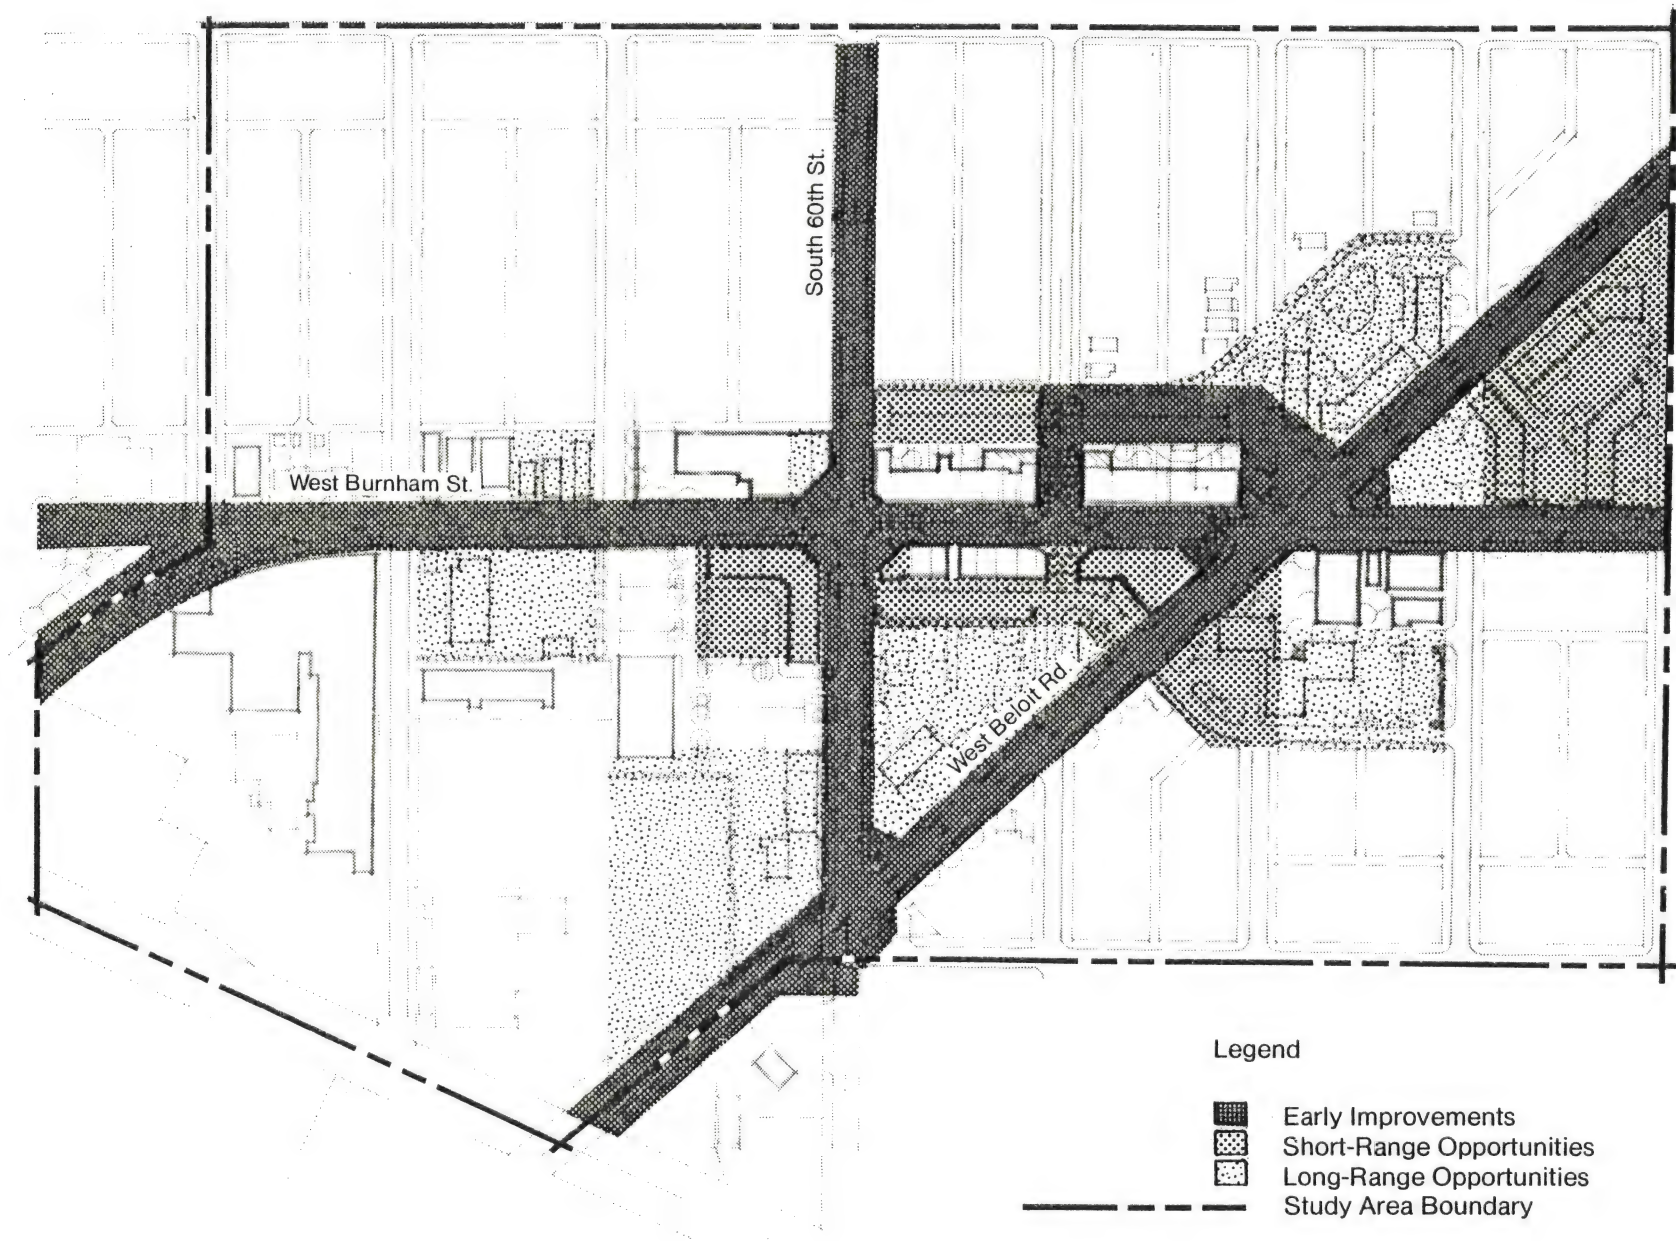 South 60th St.
West Burnham St.
West Beloit Rd.
Legend
Early Improvements
Short-Range Opportunities
Long-Range Opportunities
Study Area Boundary